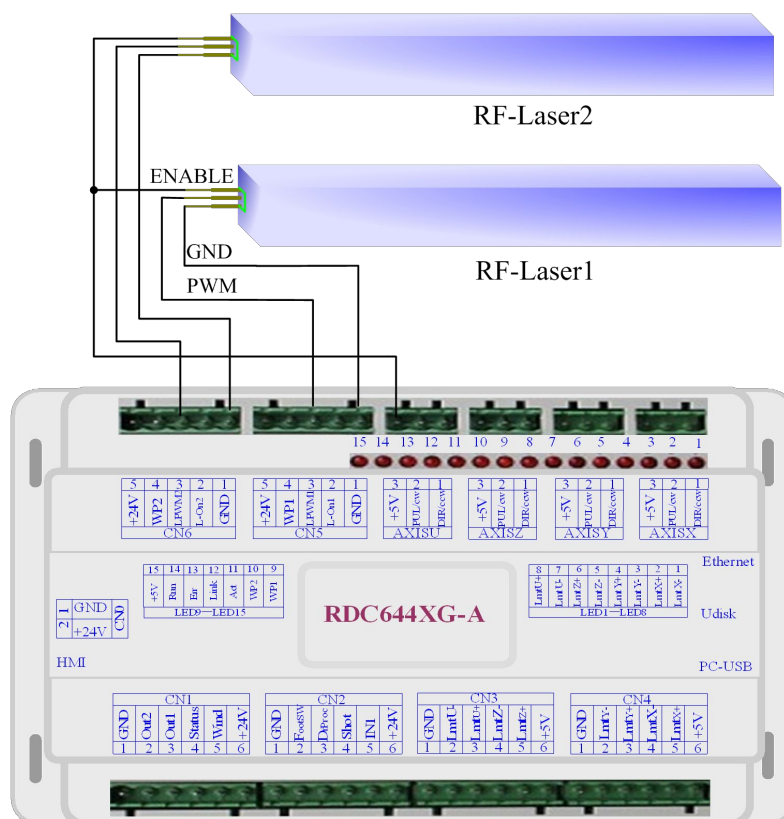 RF-Laser2
ENABLE
GND
PWM
RF-Laser1
15 14 13 12 11 10 9 8 7 6 5 4 3 2 1
5 4 3 2 1
+24V WP2 LPWM2 L-On2 GND
CN6
5 4 3 2 1
+24V WP1 LPWM1 L-On1 GND
CN5
3 2 1
+5V PUL/cw DIR/ccw
AXISU
3 2 1
+5V PUL/cw DIR/ccw
AXISZ
3 2 1
+5V PUL/cw DIR/ccw
AXISY
3 2 1
+5V PUL/cw DIR/ccw
AXISX
Ethernet
15 14 13 12 11 10 9
+5V Run Err Link Act WP2 WP1
LED9—LED15
8 7 6 5 4 3 2 1
LmtU+ LmtU- LmtZ+ LmtZ- LmtY+ LmtY- LmtX+ LmtX-
LED1—LED8
Udisk
1 GND
2 +24V
CN0
RDC644XG-A
HMI
PC-USB
CN1
GND Out2 Out1 Status Wind +24V
1 2 3 4 5 6
CN2
GND FootSW DrProc Shot IN1 +24V
1 2 3 4 5 6
CN3
GND LmtU- LmtU+ LmtZ- LmtZ+ +5V
1 2 3 4 5 6
CN4
GND LmtY- LmtY+ LmtX- LmtX+ +5V
1 2 3 4 5 6